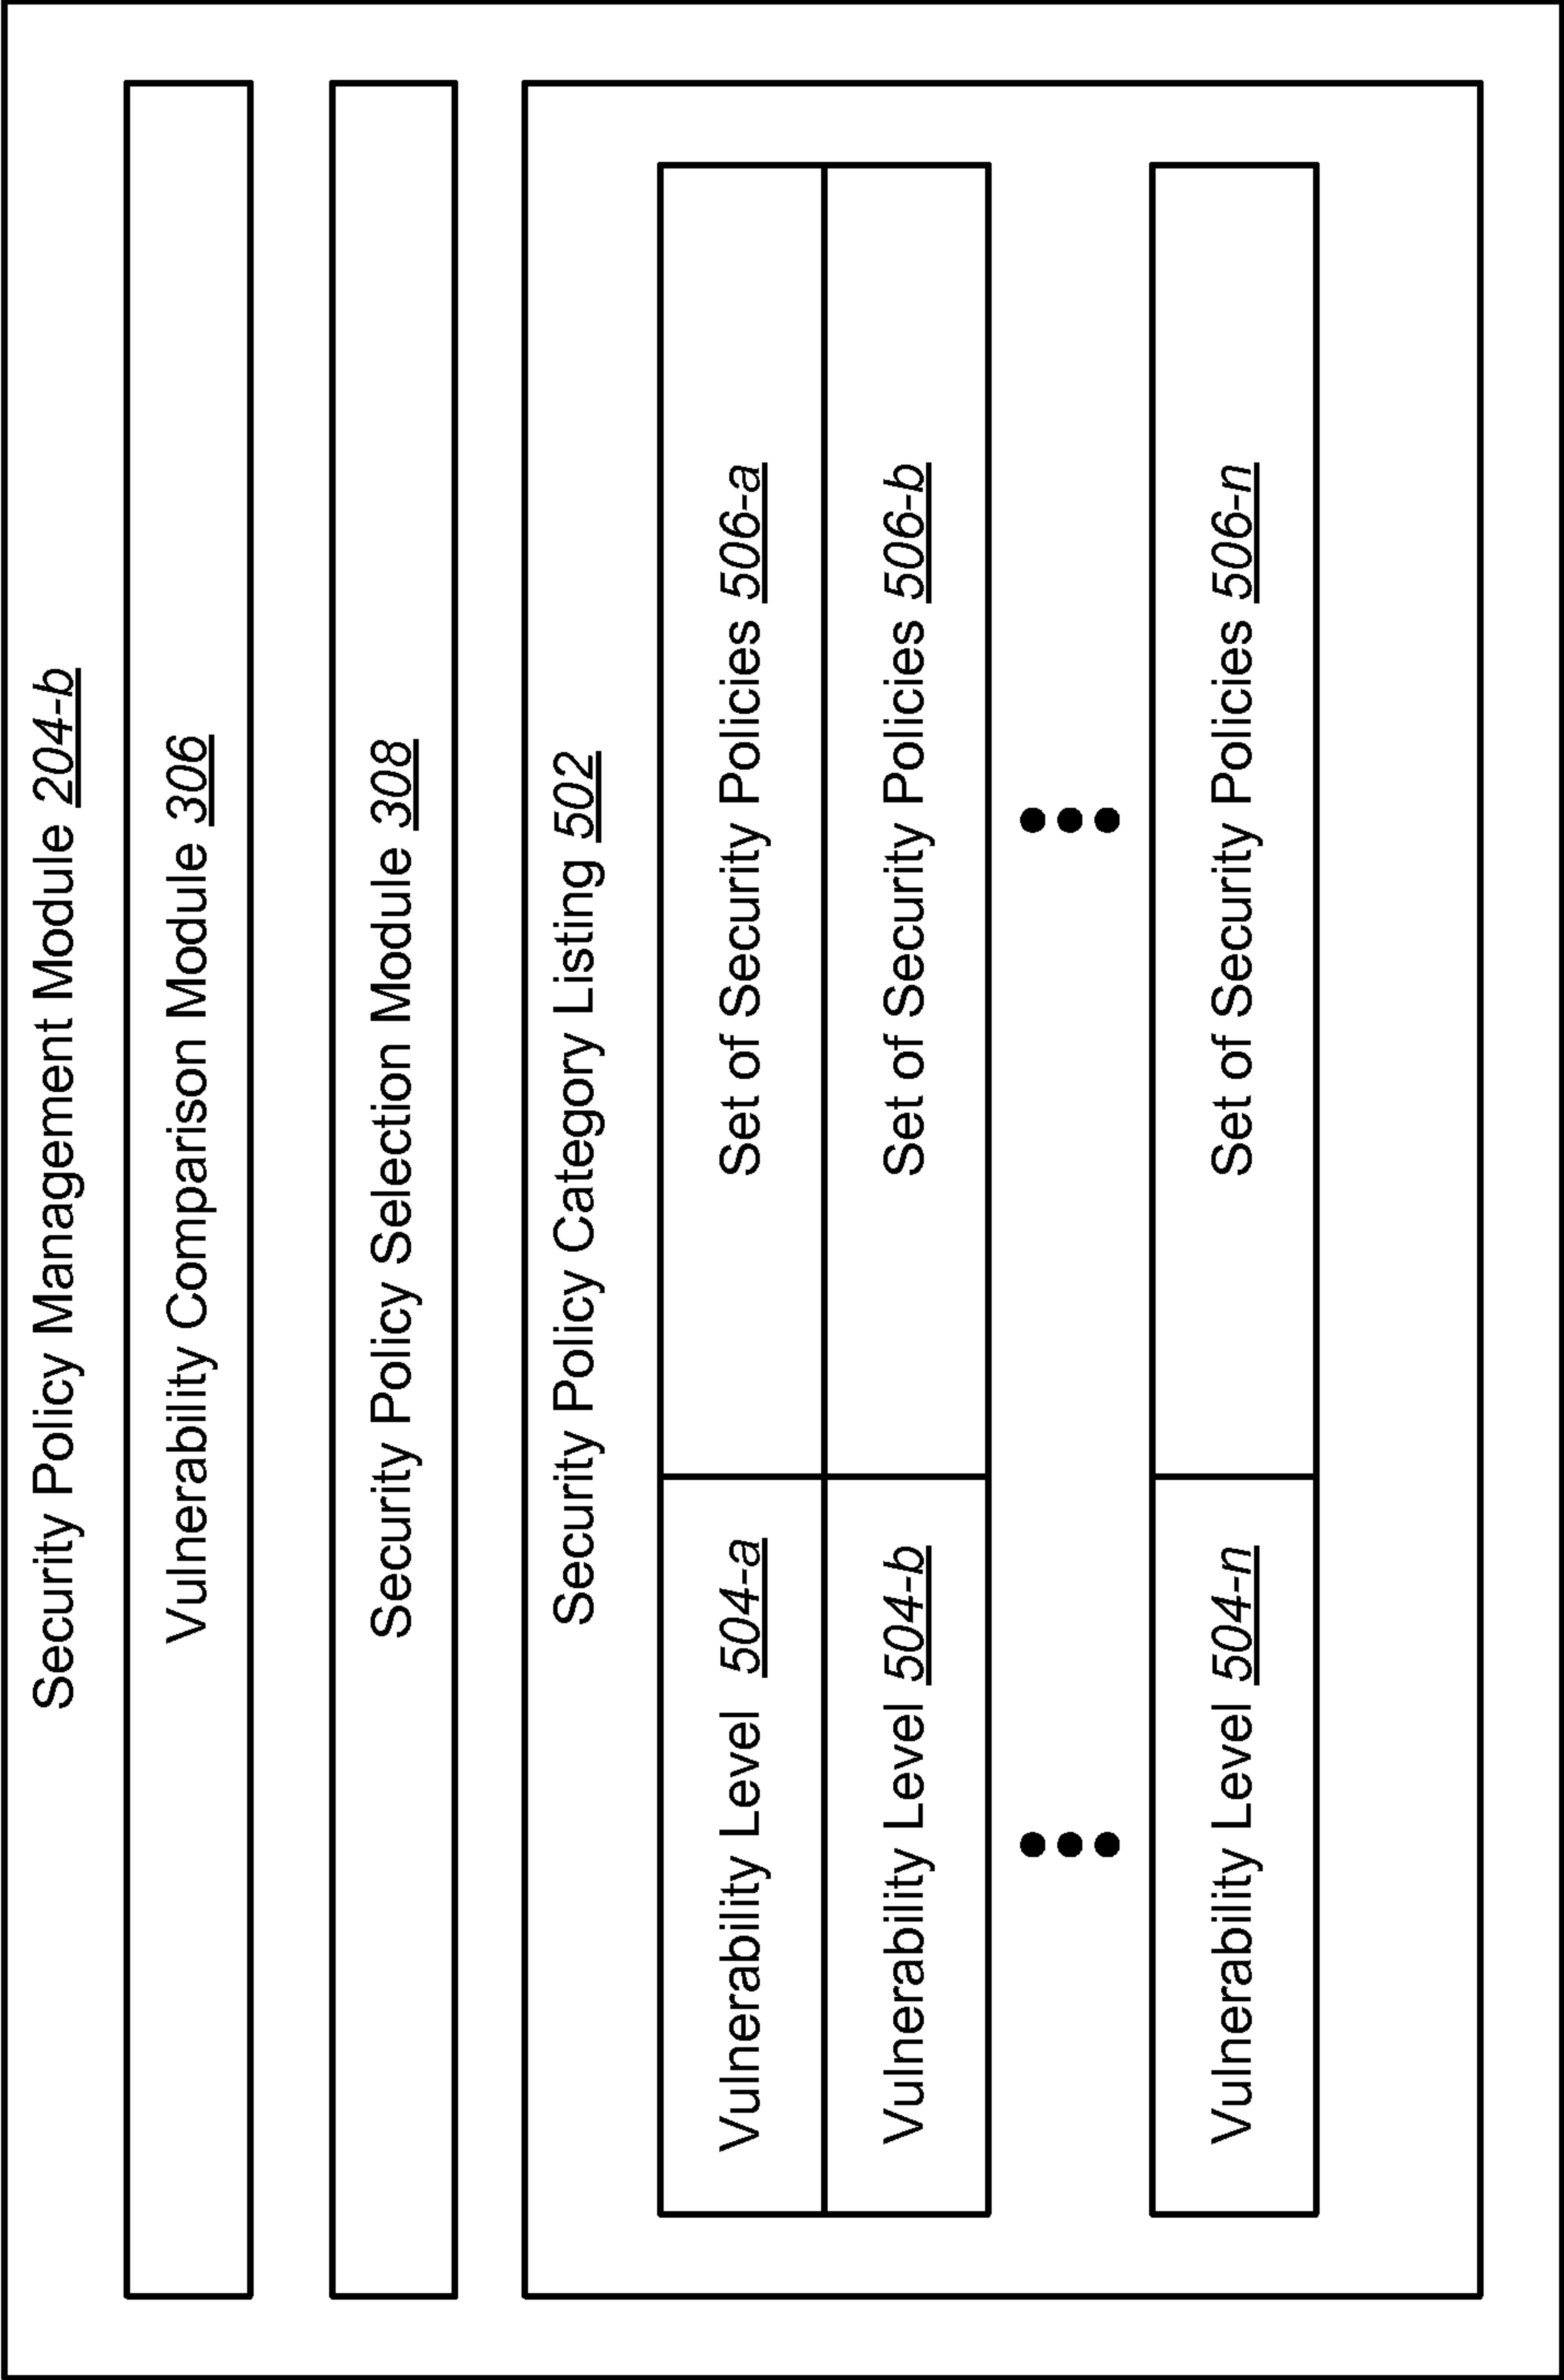 Security Policy Management Module 204-b
Vulnerability Comparison Module 306
Security Policy Selection Module 308
Security Policy Category Listing 502
Vulnerability Level 504-a
Set of Security Policies 506-a
Vulnerability Level 504-b
Set of Security Policies 506-b
Vulnerability Level 504-n
Set of Security Policies 506-n